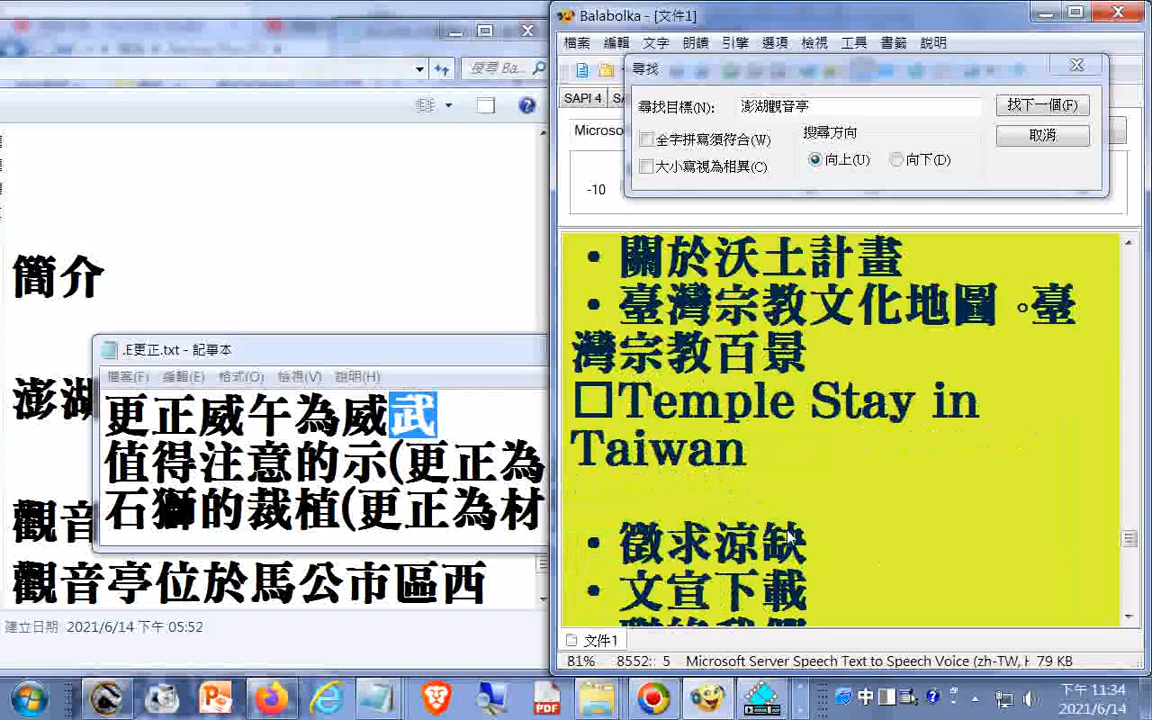 搜尋 Ba...
簡介
澎湖
觀音
觀音亭位於馬公市區西
建立日期: 2021/6/14 下午 05:52
.E更正.txt - 記事本
檔案(F) 編輯(E) 格式(O) 檢視(V) 說明(H)
更正威午為威武
值得注意的示(更正為
石獅的裁植(更正為材
Balabolka - [文件1]
檔案 編輯 文字 朗讀 引擎 選項 檢視 工具 書籤 說明
尋找
尋找目標(N): 澎湖觀音亭 找下一個(F)
全字拼寫須符合(W) 搜尋方向 取消
大小寫視為相異(C) 向上(U) 向下(D)
SAPI 4 SA
Microso
-10
・關於沃土計畫
・臺灣宗教文化地圖。臺
灣宗教百景
□Temple Stay in
Taiwan
・徵求涼缺
・文宣下載
文件1
81% 8552:: 5 Microsoft Server Speech Text to Speech Voice (zh-TW, H 79 KB
PDF
中
下午 11:34
2021/6/14